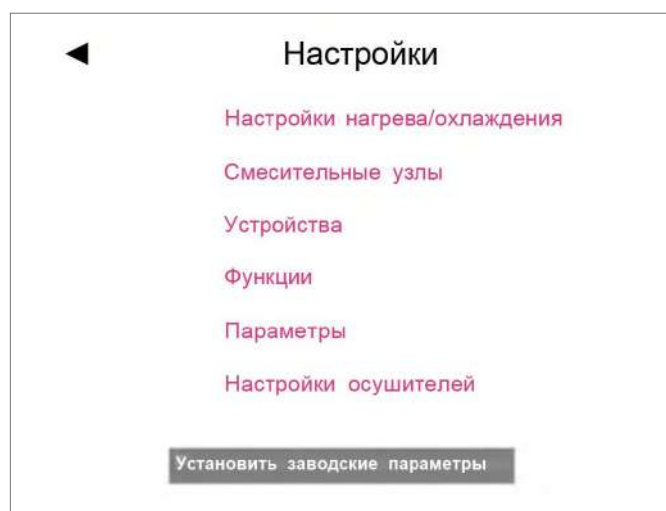 Настройки
Настройки нагрева/охлаждения
Смесительные узлы
Устройства
Функции
Параметры
Настройки осушителей
Установить заводские параметры